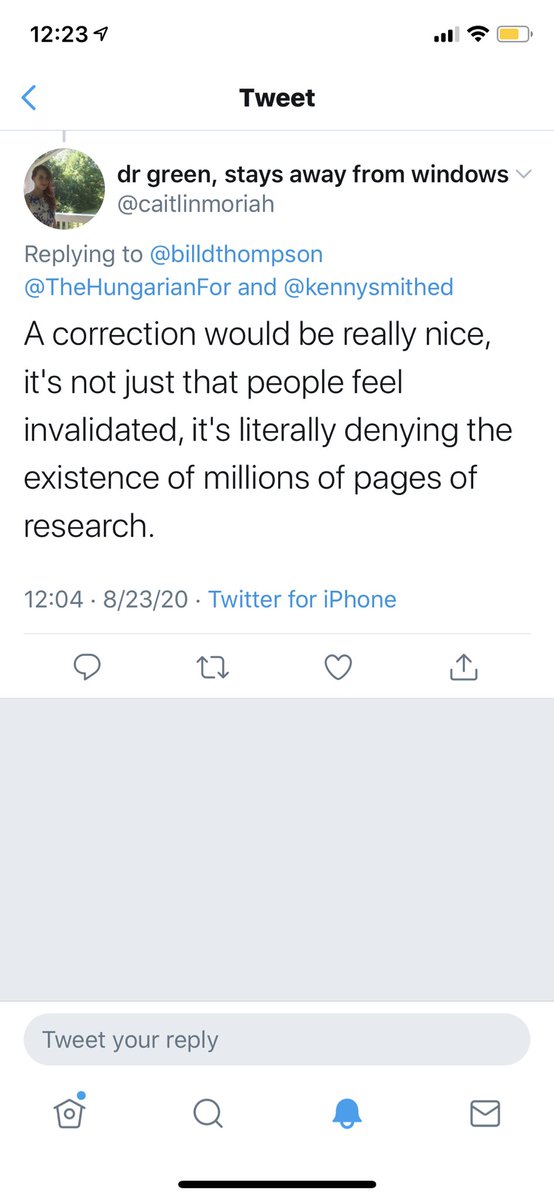 12:23
Tweet
dr green, stays away from windows
@caitlinmoriah
Replying to @billdthompson
@TheHungarianFor and @kennysmithed
A correction would be really nice,
it's not just that people feel
invalidated, it's literally denying the
existence of millions of pages of
research.
12:04 · 8/23/20 · Twitter for iPhone
Tweet your reply